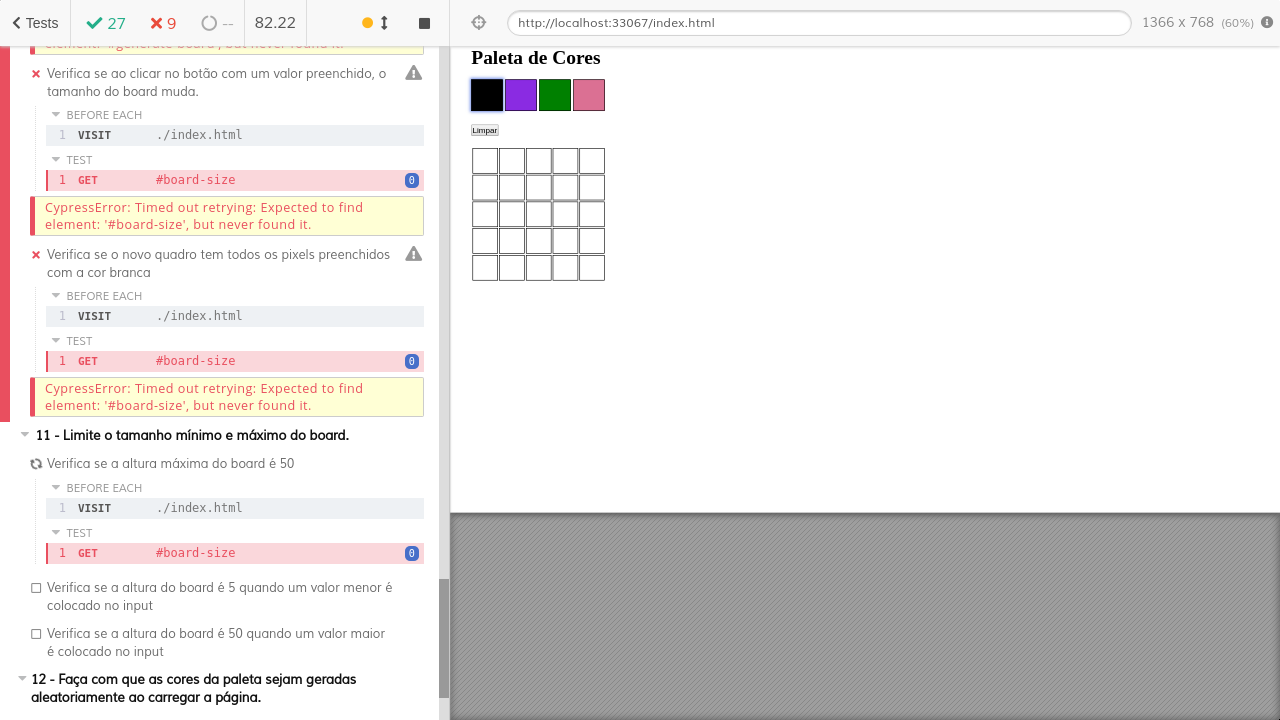 Tests
27
9
--
82.22
http://localhost:33067/index.html
1366 x 768 (60%)
element: '#generate-board', but never found it.
Verifica se ao clicar no botão com um valor preenchido, o
tamanho do board muda.
BEFORE EACH
1 VISIT ./index.html
TEST
1 GET #board-size 0
CypressError: Timed out retrying: Expected to find
element: '#board-size', but never found it.
Verifica se o novo quadro tem todos os pixels preenchidos
com a cor branca
BEFORE EACH
1 VISIT ./index.html
TEST
1 GET #board-size 0
CypressError: Timed out retrying: Expected to find
element: '#board-size', but never found it.
11 - Limite o tamanho mínimo e máximo do board.
Verifica se a altura máxima do board é 50
BEFORE EACH
1 VISIT ./index.html
TEST
1 GET #board-size 0
Verifica se a altura do board é 5 quando um valor menor é
colocado no input
Verifica se a altura do board é 50 quando um valor maior
é colocado no input
12 - Faça com que as cores da paleta sejam geradas
aleatoriamente ao carregar a página.
Paleta de Cores
Limpar